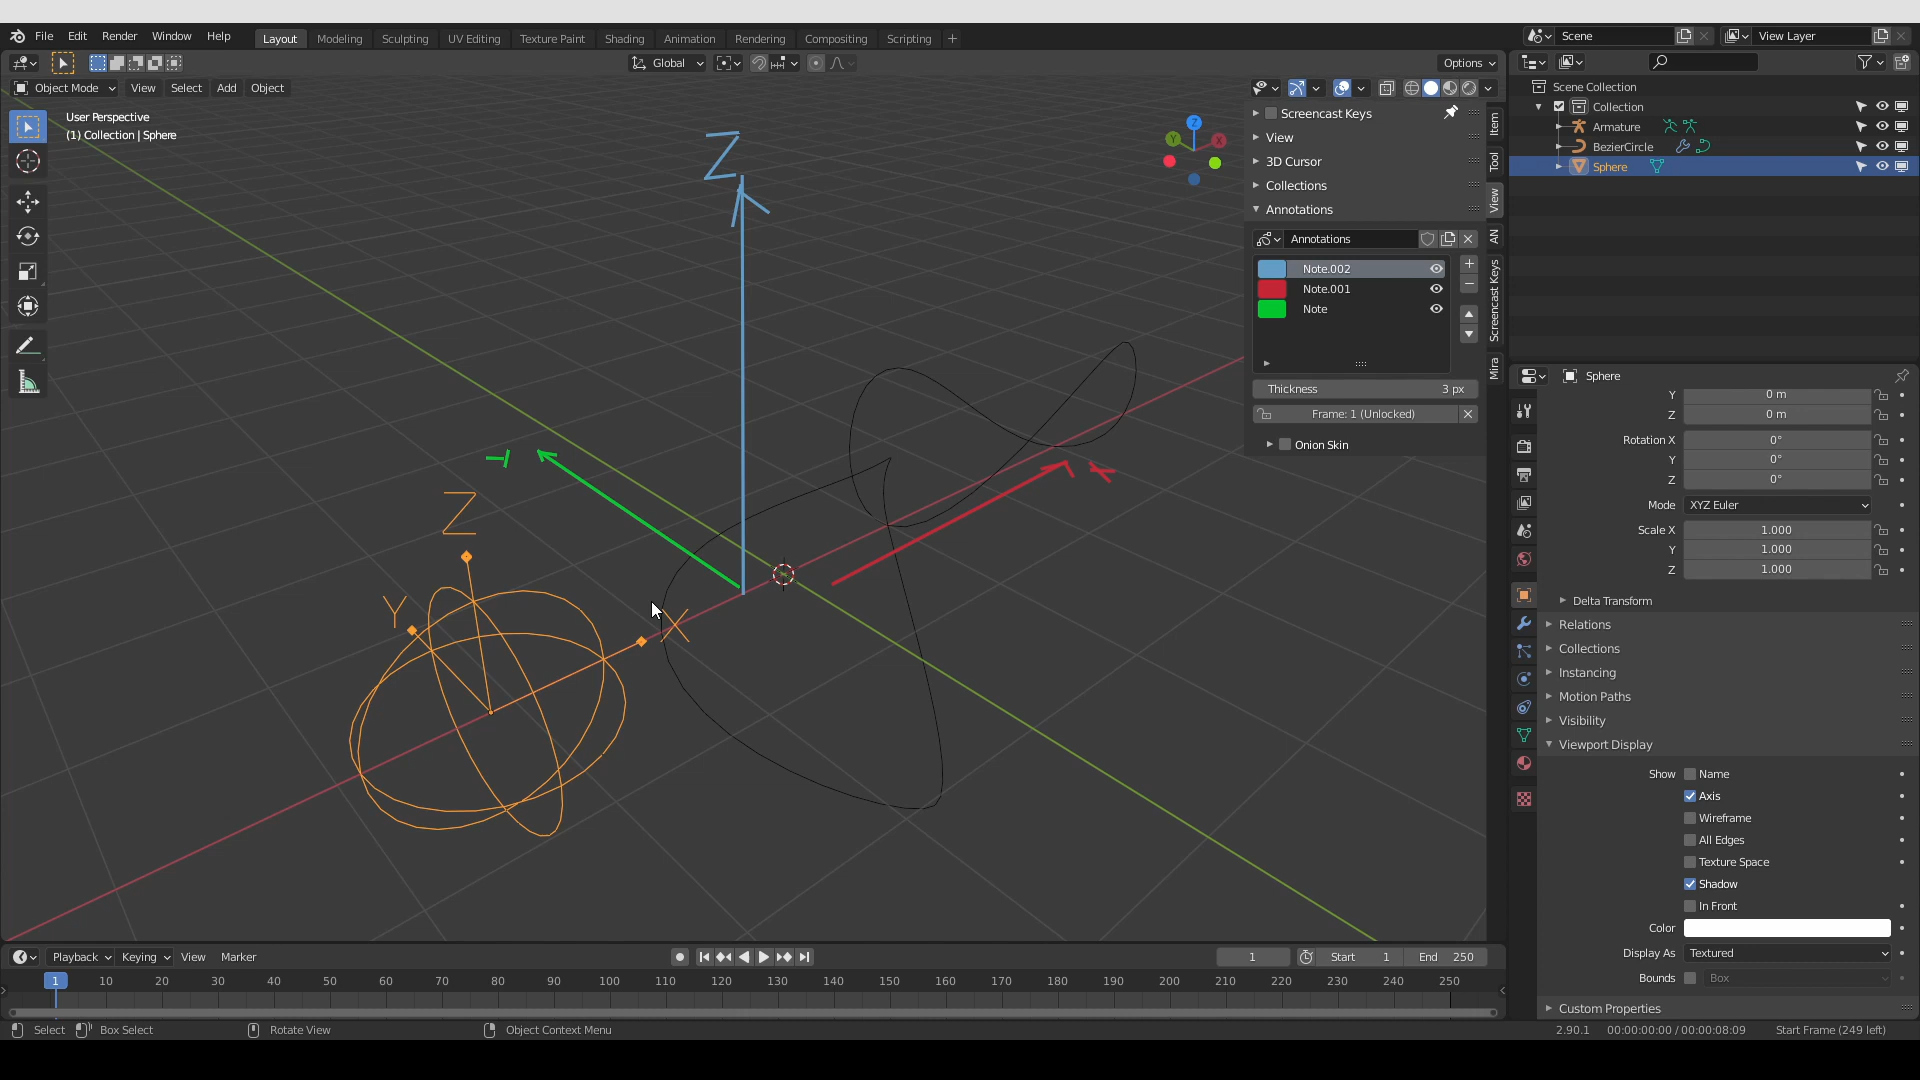 File Edit Render Window Help Layout Modeling Sculpting UV Editing Texture Paint Shading Animation Rendering Compositing Scripting + Scene View Layer
Global Options
Object Mode View Select Add Object
User Perspective
(1) Collection | Sphere
Z
Z
Y
X
Z
Y
X
Screencast Keys
View
3D Cursor
Collections
Annotations
Annotations
Note.002
Note.001
Note
Thickness 3 px
Frame: 1 (Unlocked)
Onion Skin
Item
Tool
View
AN
Screencast Keys
Mira
Scene Collection
Collection
Armature
BezierCircle
Sphere
Sphere
Y 0 m
Z 0 m
Rotation X 0°
Y 0°
Z 0°
Mode XYZ Euler
Scale X 1.000
Y 1.000
Z 1.000
Delta Transform
Relations
Collections
Instancing
Motion Paths
Visibility
Viewport Display
Show Name
Axis
Wireframe
All Edges
Texture Space
Shadow
In Front
Color
Display As Textured
Bounds Box
Custom Properties
Playback Keying View Marker 1 Start 1 End 250
1 10 20 30 40 50 60 70 80 90 100 110 120 130 140 150 160 170 180 190 200 210 220 230 240 250
Select Box Select Rotate View Object Context Menu 2.90.1 00:00:00:00 / 00:00:08:09 Start Frame (249 left)